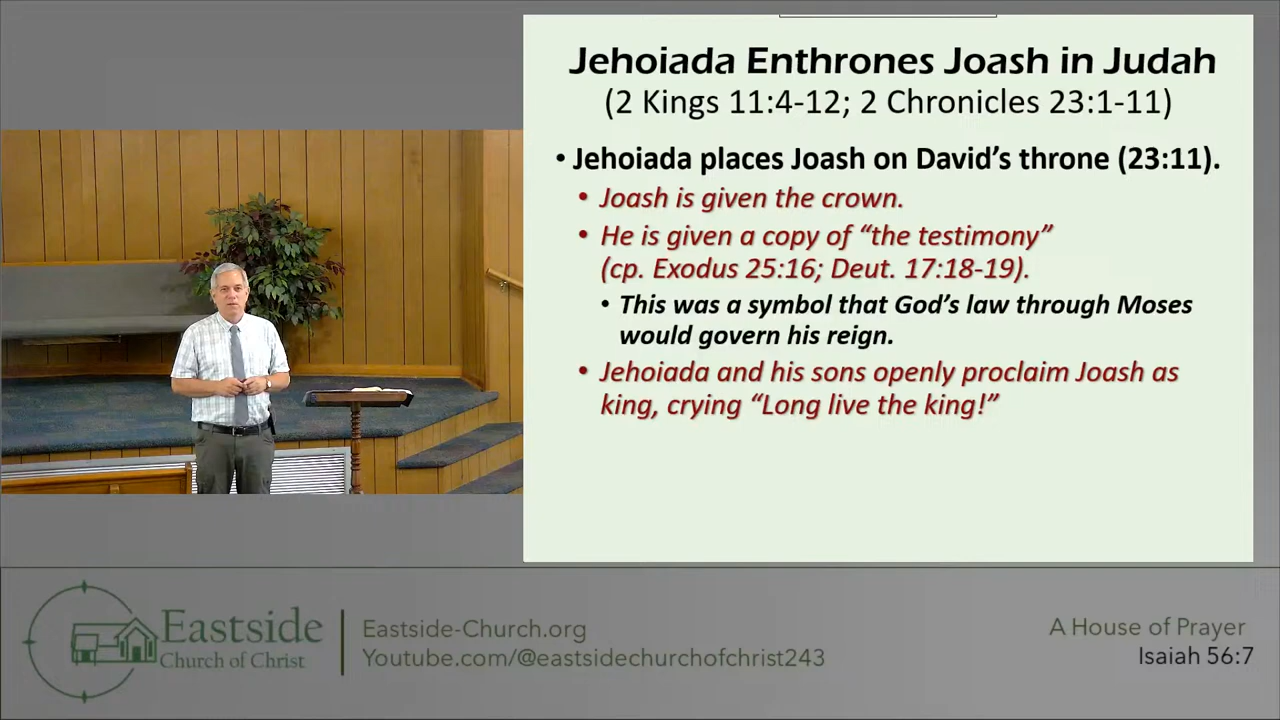 Jehoiada Enthrones Joash in Judah
(2 Kings 11:4-12; 2 Chronicles 23:1-11)
• Jehoiada places Joash on David’s throne (23:11).
• Joash is given the crown.
• He is given a copy of “the testimony”
(cp. Exodus 25:16; Deut. 17:18-19).
• This was a symbol that God’s law through Moses
would govern his reign.
• Jehoiada and his sons openly proclaim Joash as
king, crying “Long live the king!”
Eastside
Church of Christ
Eastside-Church.org
Youtube.com/@eastsidechurchofchrist243
A House of Prayer
Isaiah 56:7